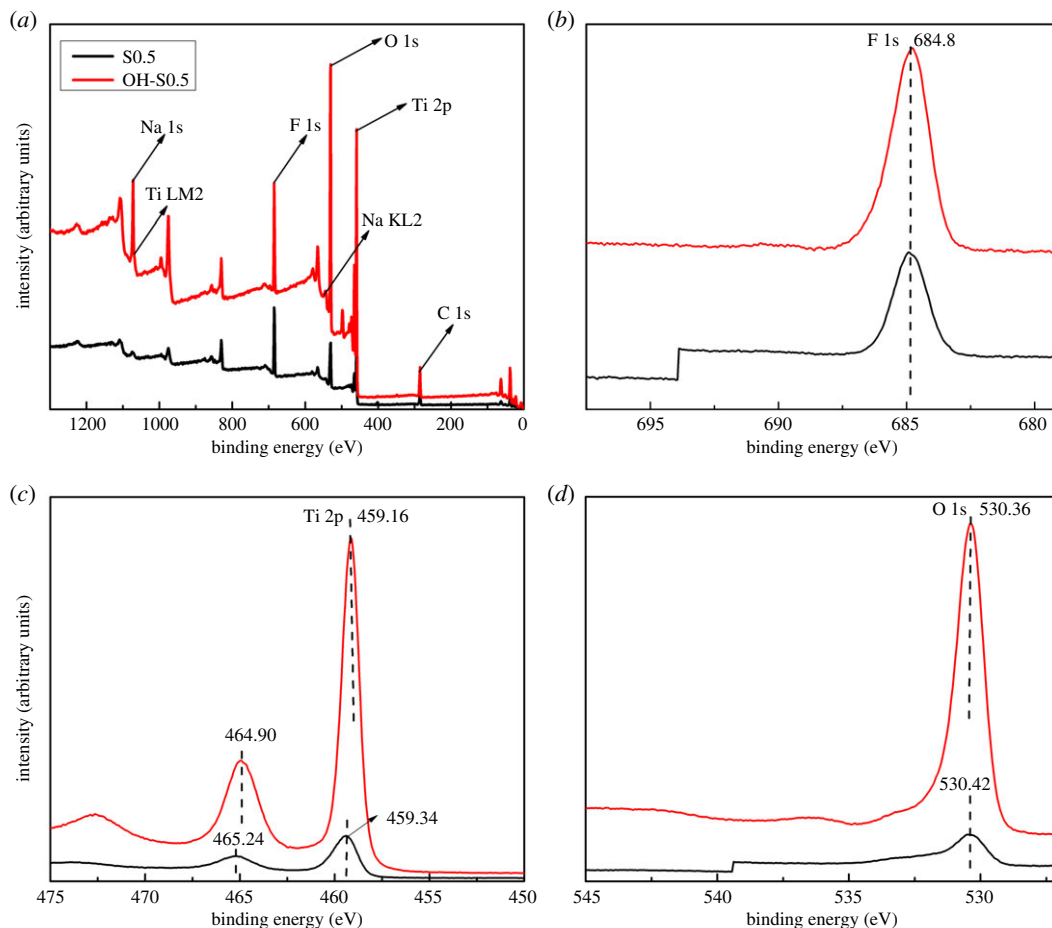 (a)
S0.5
OH-S0.5
O 1s
Ti 2p
Na 1s
F 1s
Ti LM2
Na KL2
C 1s
intensity (arbitrary units)
1200 1000 800 600 400 200 0
binding energy (eV)
(b)
F 1s 684.8
695 690 685 680
binding energy (eV)
(c)
Ti 2p 459.16
464.90
465.24
459.34
intensity (arbitrary units)
475 470 465 460 455 450
binding energy (eV)
(d)
O 1s 530.36
530.42
545 540 535 530
binding energy (eV)